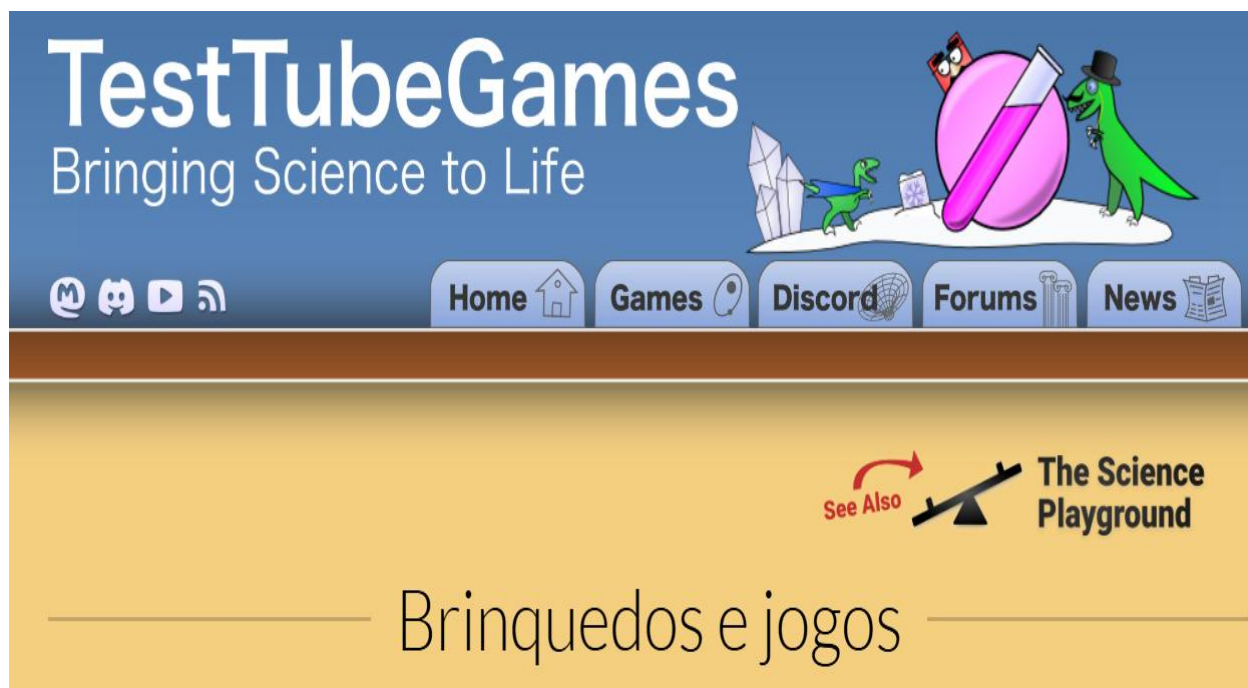 TestTubeGames
Bringing Science to Life
Home
Games
Discord
Forums
News
See Also
The Science
Playground
Brinquedos e jogos